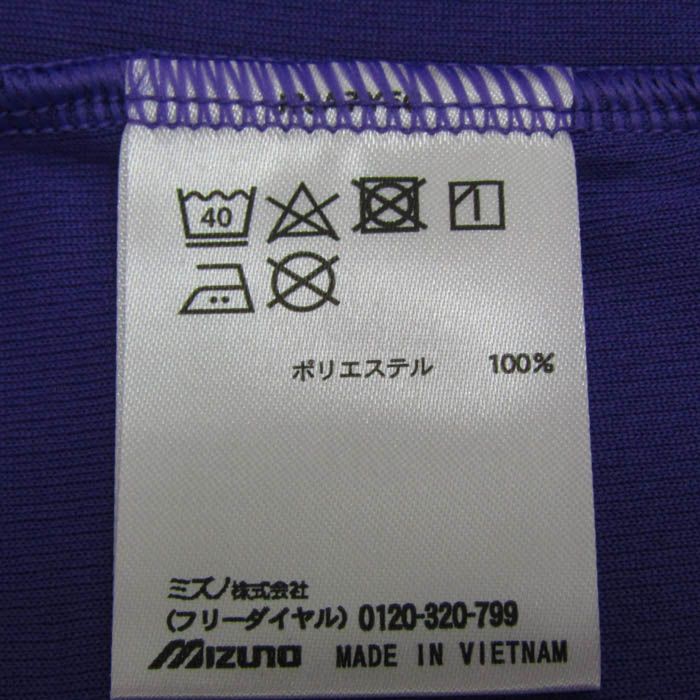 40
ポリエステル 100%
ミズノ株式会社
(フリーダイヤル) 0120-320-799
MIZUNO MADE IN VIETNAM